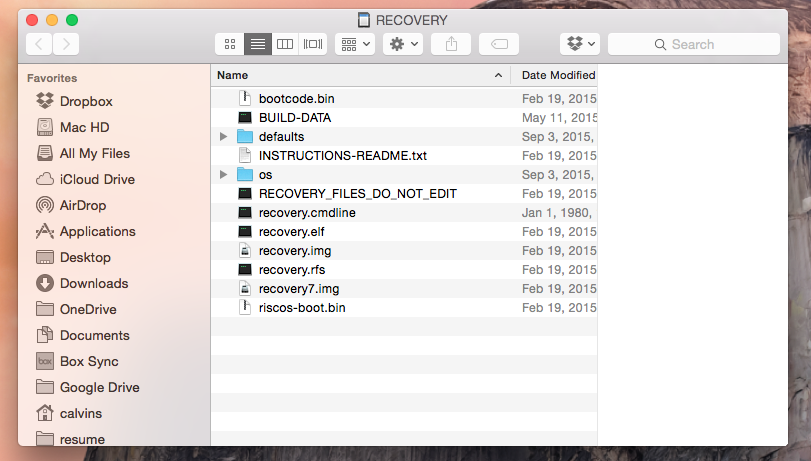 RECOVERY
Search
Favorites
Dropbox
Mac HD
All My Files
iCloud Drive
AirDrop
Applications
Desktop
Downloads
OneDrive
Documents
box Box Sync
Google Drive
calvins
resume
Name Date Modified
bootcode.bin Feb 19, 2015
BUILD-DATA May 11, 2015
defaults Sep 3, 2015,
INSTRUCTIONS-README.txt Feb 19, 2015
os Sep 3, 2015,
RECOVERY_FILES_DO_NOT_EDIT Feb 19, 2015
recovery.cmdline Jan 1, 1980,
recovery.elf Feb 19, 2015
recovery.img Feb 19, 2015
recovery.rfs Feb 19, 2015
recovery7.img Feb 19, 2015
riscos-boot.bin Feb 19, 2015